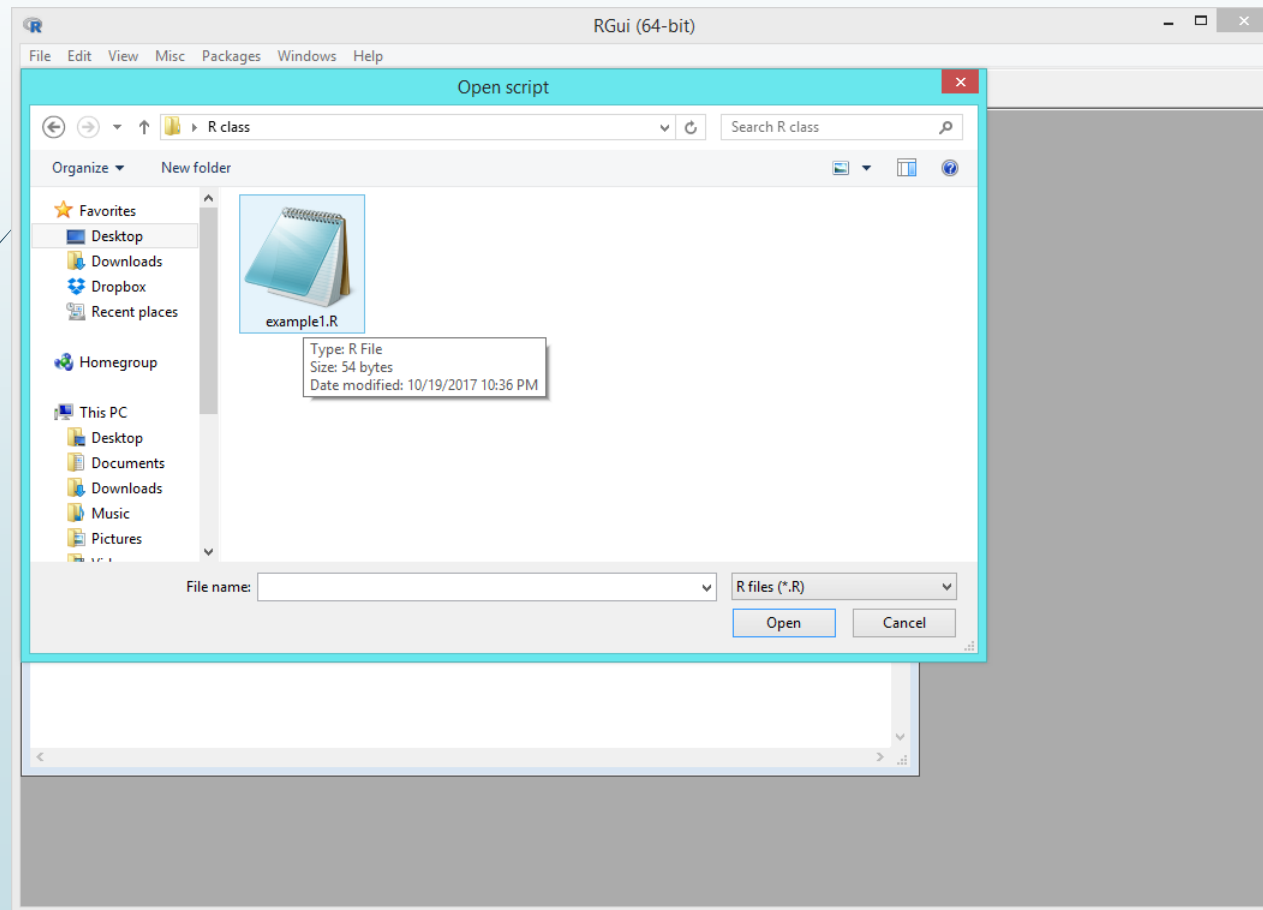 RGui (64-bit)
File Edit View Misc Packages Windows Help
Open script
R class
Search R class
Organize New folder
Favorites
Desktop
Downloads
Dropbox
Recent places
Homegroup
This PC
Desktop
Documents
Downloads
Music
Pictures
example1.R
Type: R File
Size: 54 bytes
Date modified: 10/19/2017 10:36 PM
File name:
R files (*.R)
Open Cancel